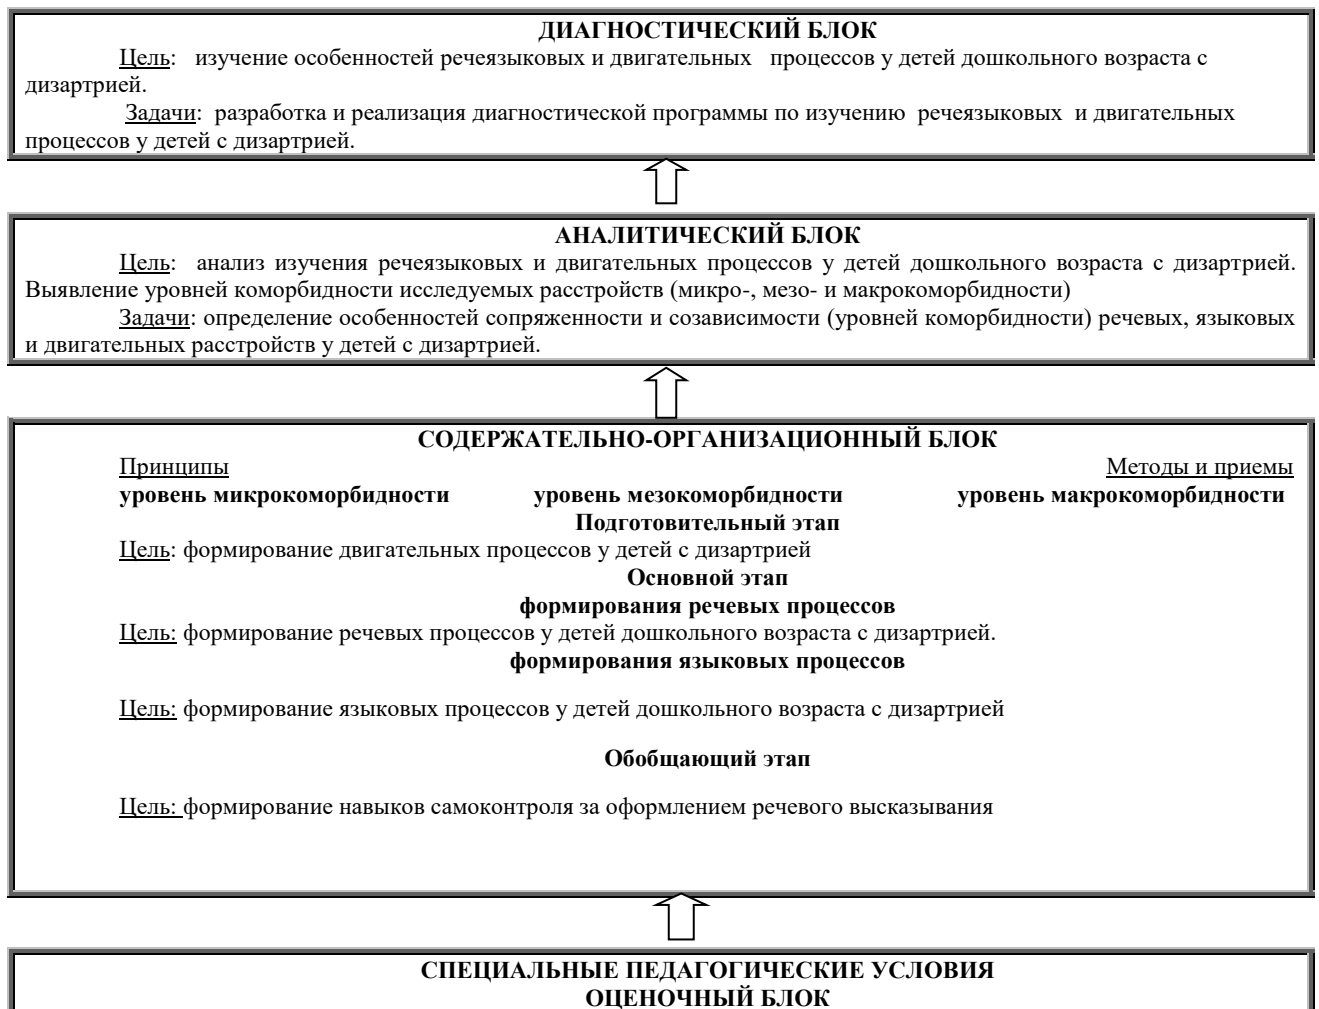 ДИАГНОСТИЧЕСКИЙ БЛОК
Цель: изучение особенностей речеязыковых и двигательных процессов у детей дошкольного возраста с
дизартрией.
Задачи: разработка и реализация диагностической программы по изучению речеязыковых и двигательных
процессов у детей с дизартрией.
АНАЛИТИЧЕСКИЙ БЛОК
Цель: анализ изучения речеязыковых и двигательных процессов у детей дошкольного возраста с дизартрией.
Выявление уровней коморбидности исследуемых расстройств (микро-, мезо- и макрокоморбидности)
Задачи: определение особенностей сопряженности и созависимости (уровней коморбидности) речевых, языковых
и двигательных расстройств у детей с дизартрией.
СОДЕРЖАТЕЛЬНО-ОРГАНИЗАЦИОННЫЙ БЛОК
Принципы Методы и приемы
уровень микрокоморбидности уровень мезокоморбидности уровень макрокоморбидности
Подготовительный этап
Цель: формирование двигательных процессов у детей с дизартрией
Основной этап
формирования речевых процессов
Цель: формирование речевых процессов у детей дошкольного возраста с дизартрией.
формирования языковых процессов
Цель: формирование языковых процессов у детей дошкольного возраста с дизартрией
Обобщающий этап
Цель: формирование навыков самоконтроля за оформлением речевого высказывания
СПЕЦИАЛЬНЫЕ ПЕДАГОГИЧЕСКИЕ УСЛОВИЯ
ОЦЕНОЧНЫЙ БЛОК